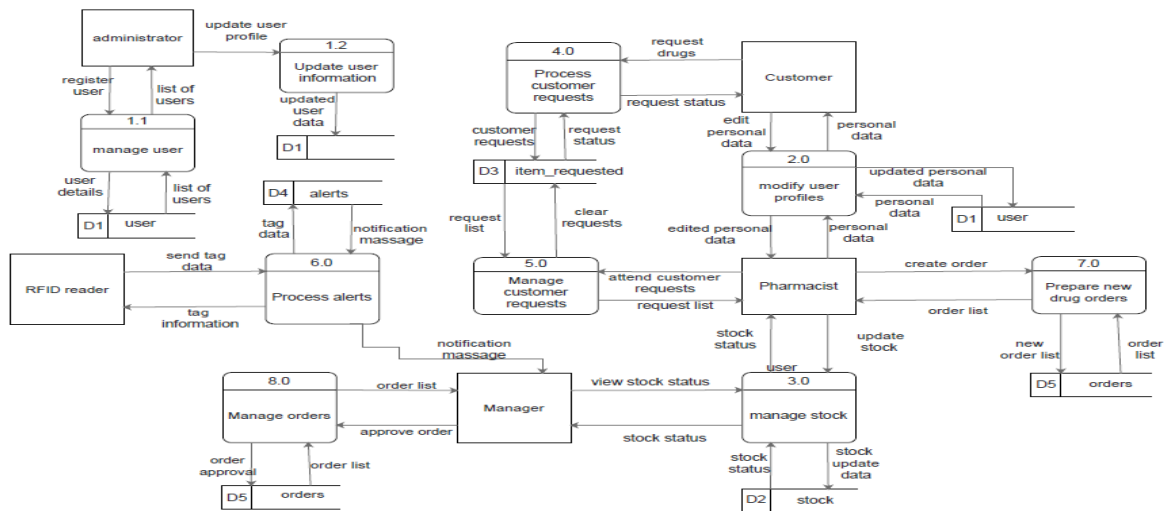 administrator
update user
profile
1.2
Update user
information
register
user
list of
users
updated
user
data
1.1
manage user
D1
user
details
list of
users
D1
user
D4
alerts
tag
data
notification
massage
RFID reader
send tag
data
tag
information
6.0
Process alerts
notification
massage
4.0
Process
customer
requests
request
drugs
request status
Customer
customer
requests
request
status
D3
item_requested
request
list
clear
requests
5.0
Manage
customer
requests
attend customer
requests
request list
edit
personal
data
personal
data
2.0
modify user
profiles
updated personal
data
personal
data
D1
user
edited personal
data
personal
data
Pharmacist
create order
order list
7.0
Prepare new
drug orders
new
order list
order
list
D5
orders
stock
status
update
stock
user
3.0
manage stock
view stock status
stock status
Manager
order list
approve order
8.0
Manage orders
order
approval
order list
D5
orders
stock
status
stock
update
data
D2
stock